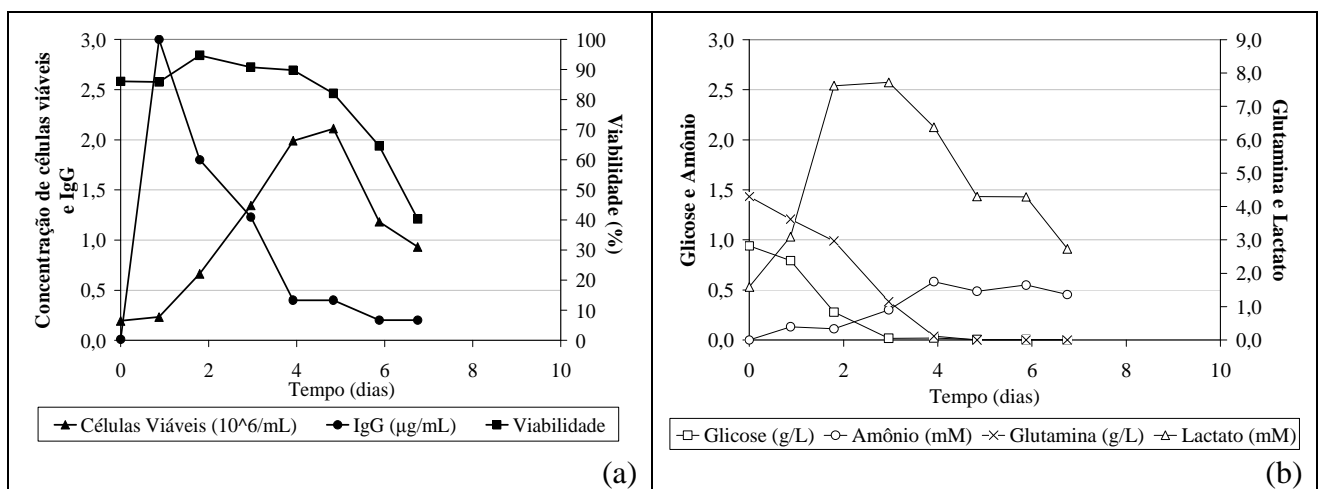 3,0
2,5
2,0
1,5
1,0
0,5
0,0
Concentração de células viáveis
e IgG
100
90
80
70
60
50
40
30
20
10
0
Viabilidade (%)
0 2 4 6 8 10
Tempo (dias)
Células Viáveis (10^6/mL) IgG (µg/mL) Viabilidade
(a)
3,0
2,5
2,0
1,5
1,0
0,5
0,0
Glicose e Amônio
9,0
8,0
7,0
6,0
5,0
4,0
3,0
2,0
1,0
0,0
Glutamina e Lactato
0 2 4 6 8 10
Tempo (dias)
Glicose (g/L) Amônio (mM) Glutamina (g/L) Lactato (mM)
(b)